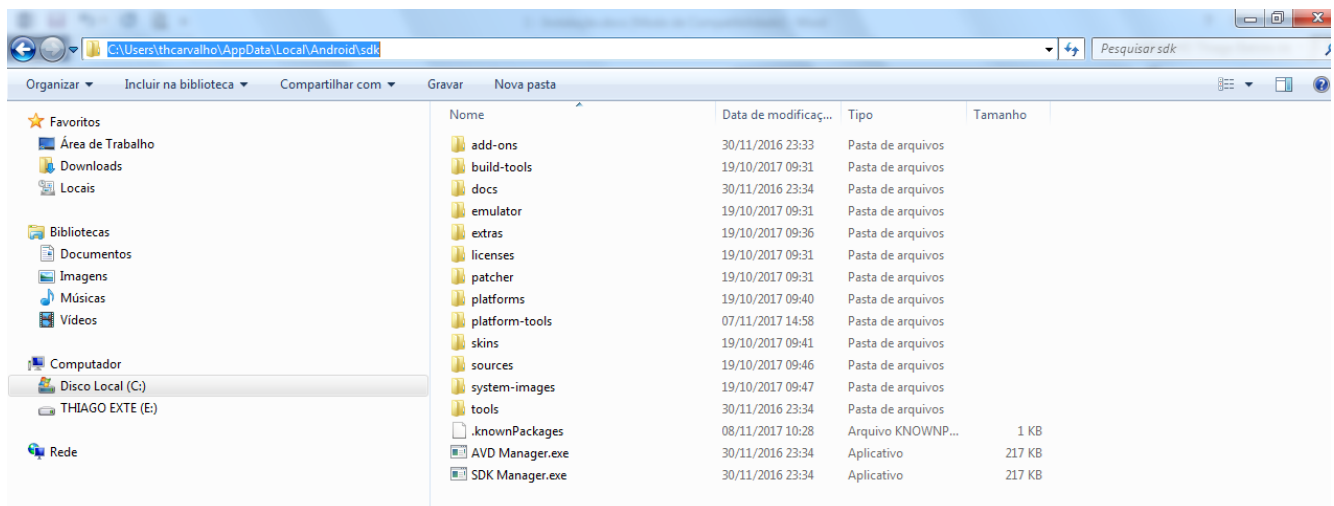 C:\Users\thcarvalho\AppData\Local\Android\sdk
Pesquisar sdk
Organizar
Incluir na biblioteca
Compartilhar com
Gravar
Nova pasta
Favoritos
Área de Trabalho
Downloads
Locais
Bibliotecas
Documentos
Imagens
Músicas
Vídeos
Computador
Disco Local (C:)
THIAGO EXTE (E:)
Rede
Nome Data de modificaç... Tipo Tamanho
add-ons 30/11/2016 23:33 Pasta de arquivos
build-tools 19/10/2017 09:31 Pasta de arquivos
docs 30/11/2016 23:34 Pasta de arquivos
emulator 19/10/2017 09:31 Pasta de arquivos
extras 19/10/2017 09:36 Pasta de arquivos
licenses 19/10/2017 09:31 Pasta de arquivos
patcher 19/10/2017 09:31 Pasta de arquivos
platforms 19/10/2017 09:40 Pasta de arquivos
platform-tools 07/11/2017 14:58 Pasta de arquivos
skins 19/10/2017 09:41 Pasta de arquivos
sources 19/10/2017 09:46 Pasta de arquivos
system-images 19/10/2017 09:47 Pasta de arquivos
tools 30/11/2016 23:34 Pasta de arquivos
.knownPackages 08/11/2017 10:28 Arquivo KNOWNP... 1 KB
AVD Manager.exe 30/11/2016 23:34 Aplicativo 217 KB
SDK Manager.exe 30/11/2016 23:34 Aplicativo 217 KB